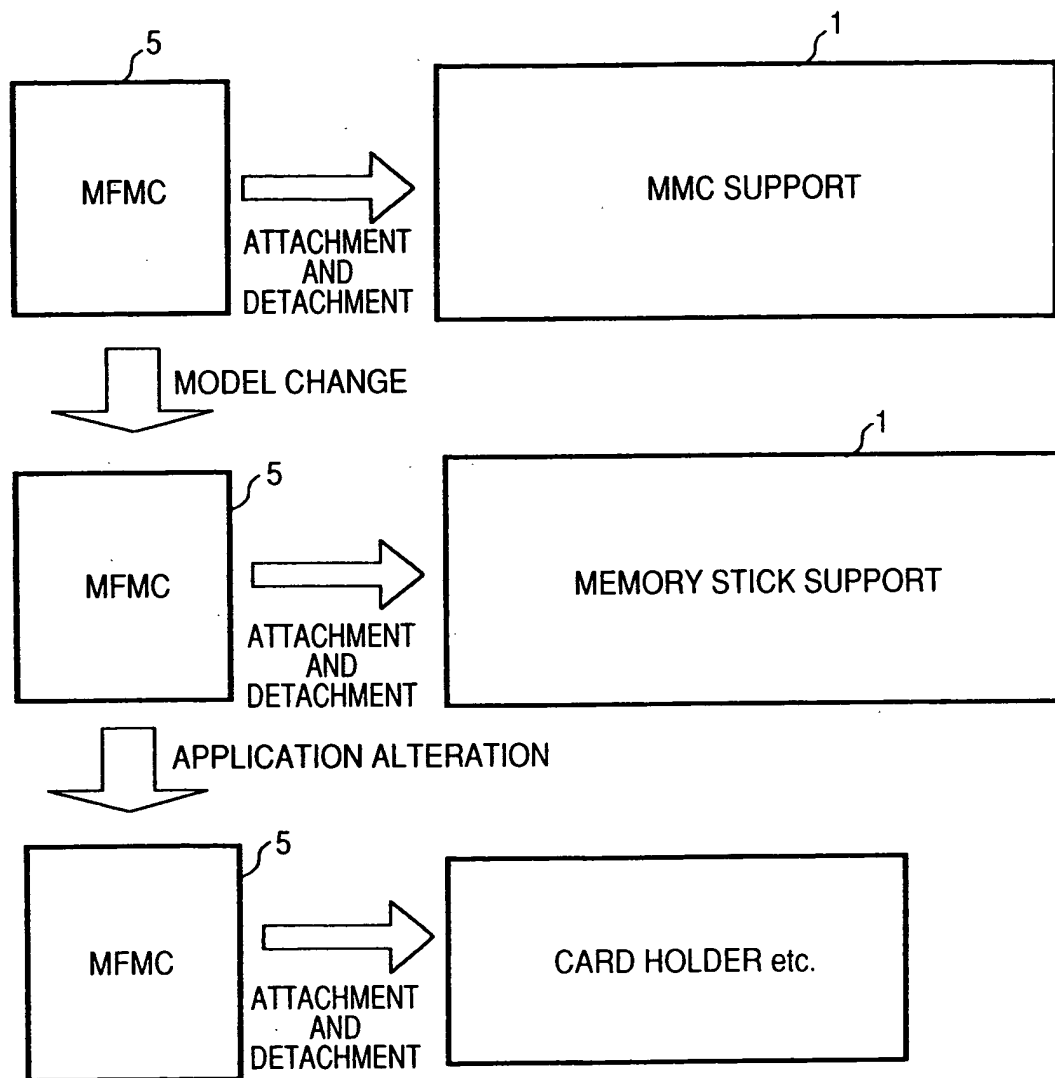 5
1
MFMC
MMC SUPPORT
ATTACHMENT
AND
DETACHMENT
MODEL CHANGE
5
1
MFMC
MEMORY STICK SUPPORT
ATTACHMENT
AND
DETACHMENT
APPLICATION ALTERATION
5
MFMC
CARD HOLDER etc.
ATTACHMENT
AND
DETACHMENT